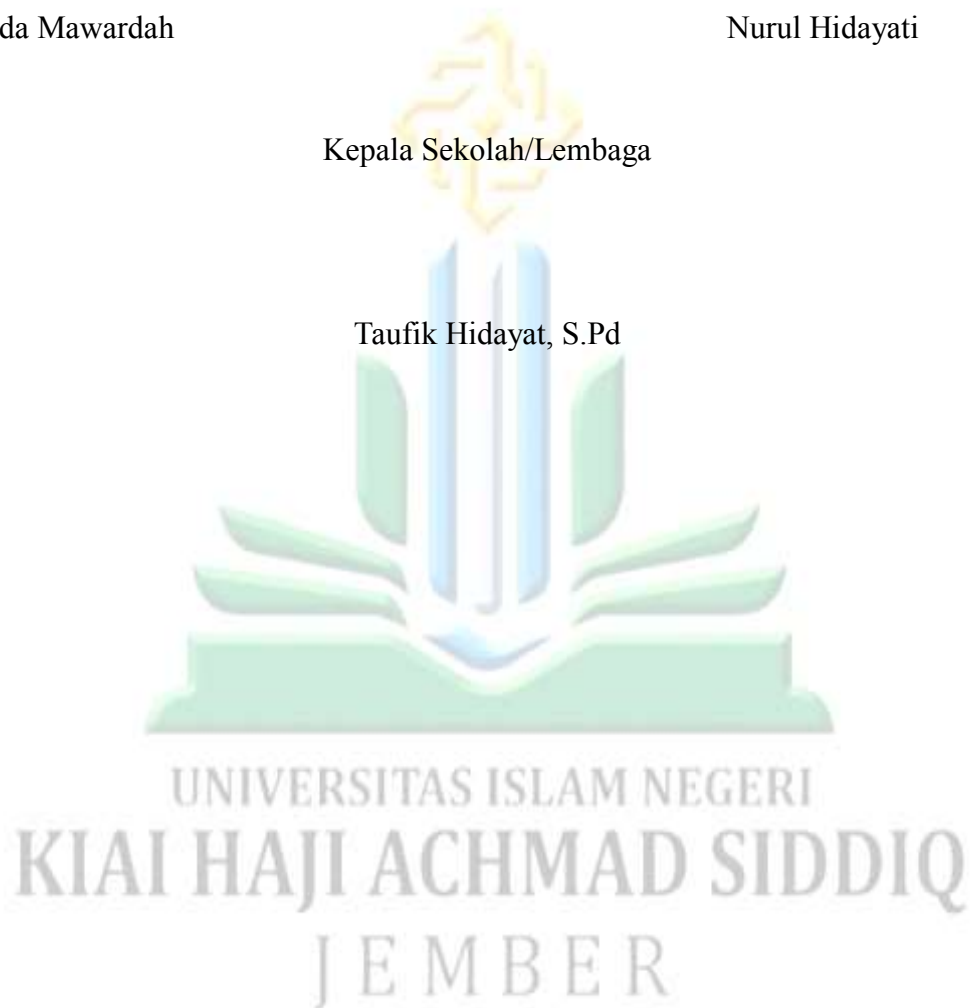 da Mawardah Nurul Hidayati
Kepala Sekolah/Lembaga
Taufik Hidayat, S.Pd
UNIVERSITAS ISLAM NEGERI
KIAI HAJI ACHMAD SIDDIQ
JEMBER